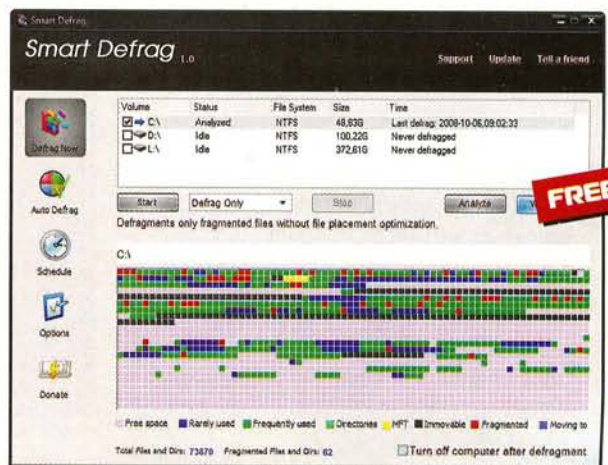 Smart Defrag
Smart Defrag 1.0
Support Update Tell a friend
Volume Status File System Size Time
C:\ Analyzed NTFS 48,83G Last defrag: 2008-10-06,09:02:33
D:\ Idle NTFS 100,22G Never defragged
L:\ Idle NTFS 372,61G Never defragged
Defrag Now
Auto Defrag
Schedule
Options
Donate
Start Defrag Only Stop Analyze
FREE
Defragments only fragmented files without file placement optimization.
C:\
Free space Rarely used Frequently used Directories MFT Immovable Fragmented Moving to
Total Files and Dirs: 73870 Fragmented Files and Dirs: 62
Turn off computer after defragment